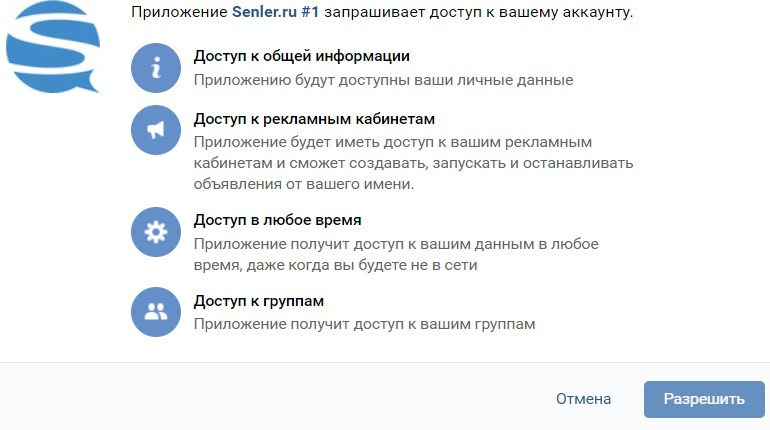 Приложение Senler.ru #1 запрашивает доступ к вашему аккаунту.
Доступ к общей информации
Приложению будут доступны ваши личные данные
Доступ к рекламным кабинетам
Приложение будет иметь доступ к вашим рекламным
кабинетам и сможет создавать, запускать и останавливать
объявления от вашего имени.
Доступ в любое время
Приложение получит доступ к вашим данным в любое
время, даже когда вы будете не в сети
Доступ к группам
Приложение получит доступ к вашим группам
Отмена
Разрешить